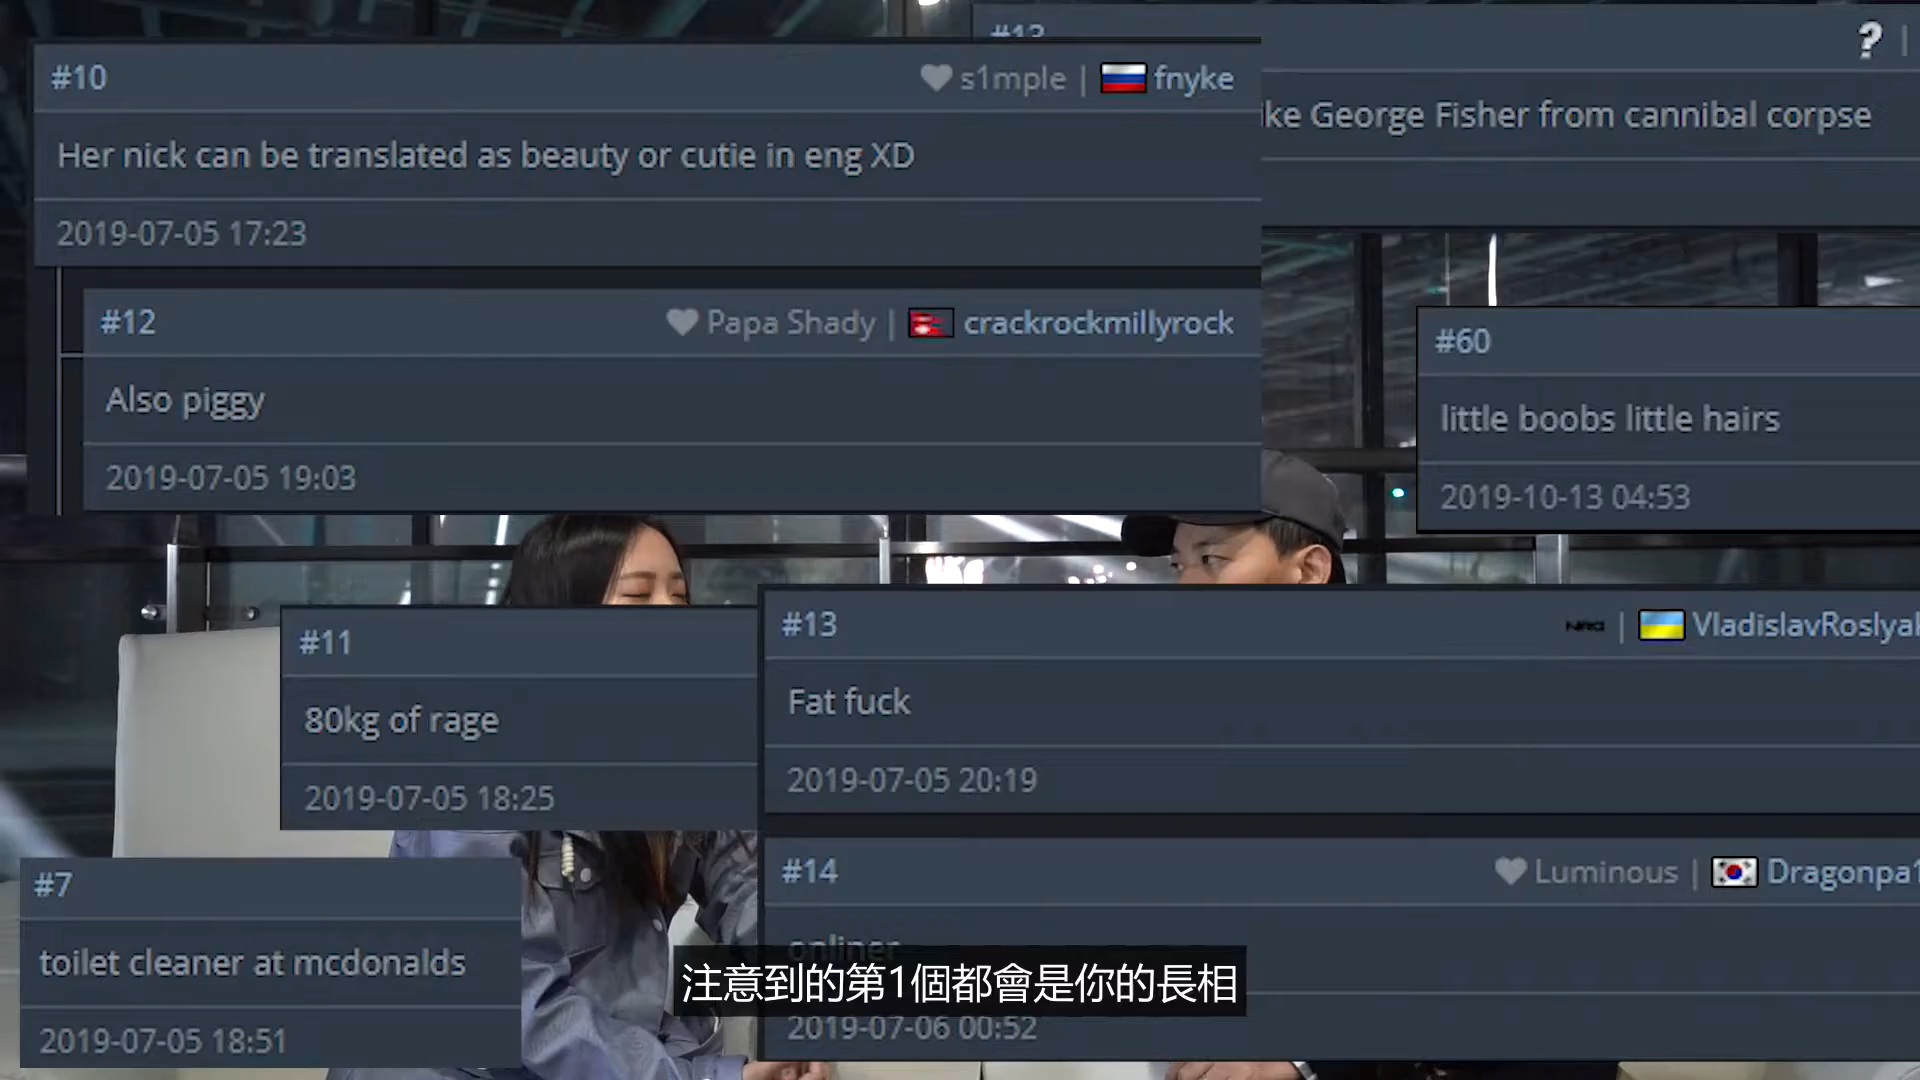 #10
s1mple | fnyke
Her nick can be translated as beauty or cutie in eng XD
2019-07-05 17:23
#12
Papa Shady | crackrockmillyrock
Also piggy
2019-07-05 19:03
? |
ke George Fisher from cannibal corpse
#60
little boobs little hairs
2019-10-13 04:53
#11
80kg of rage
2019-07-05 18:25
#13
NRG | VladislavRoslyak
Fat fuck
2019-07-05 20:19
#14
Luminous | Dragonpa1
onliner
2019-07-06 00:52
#7
toilet cleaner at mcdonalds
2019-07-05 18:51
注意到的第1個都會是你的長相